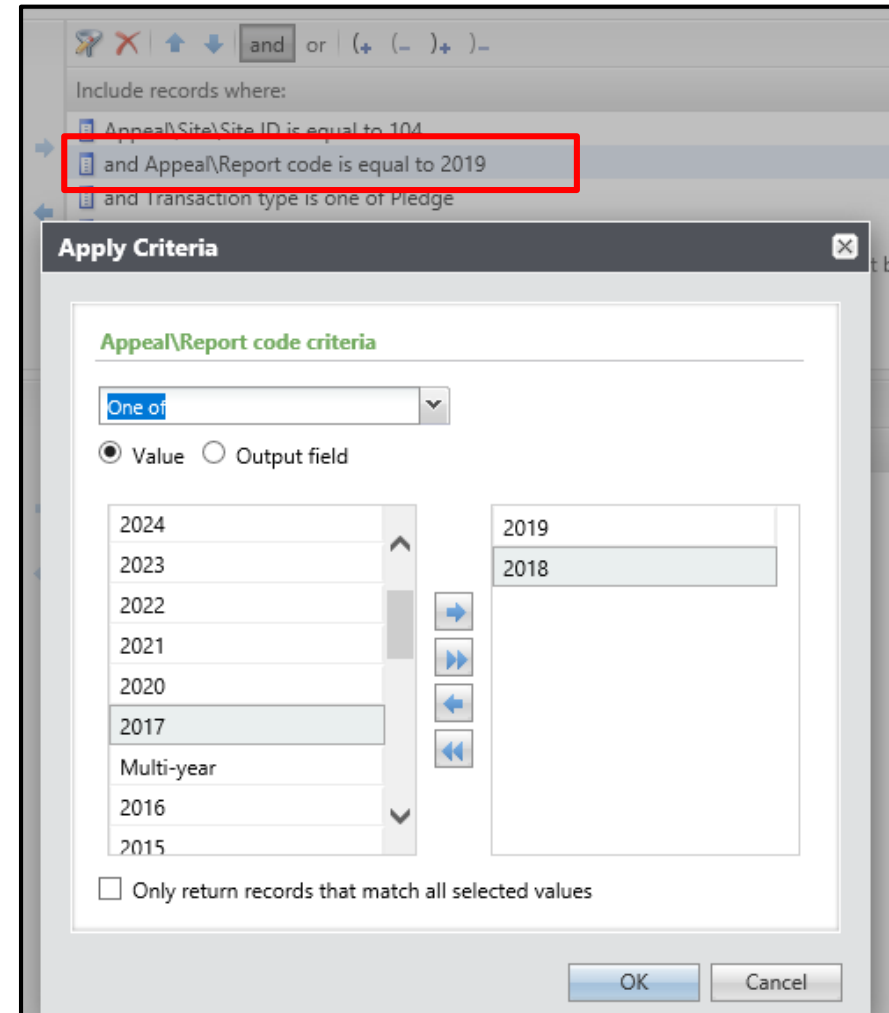 and or (+ (- )+ )-
Include records where:
Appeal\Site\Site ID is equal to 104
and Appeal\Report code is equal to 2019
and Transaction type is one of Pledge
Apply Criteria
Appeal\Report code criteria
One of
Value Output field
2024
2023
2022
2021
2020
2017
Multi-year
2016
2015
2019
2018
Only return records that match all selected values
OK Cancel